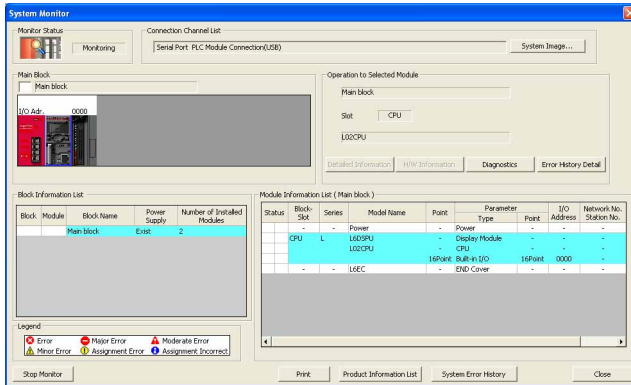 System Monitor
Monitor Status
Monitoring
Connection Channel List
Serial Port PLC Module Connection(USB)
System Image...
Main Block
Main block
I/O Adr. 0000
Operation to Selected Module
Main block
Slot CPU
L02CPU
Detailed Information H/W Information Diagnostics Error History Detail
Block Information List
Block Module Block Name Power Supply Number of Installed Modules
Main block Exist 2
Module Information List ( Main block )
Status Block-Slot Series Model Name Point Parameter Type Point I/O Address Network No. Station No.
- - Power - Power - - -
CPU L L6DSPU - Display Module - - -
L02CPU - CPU - - -
16Point Built-in I/O 16Point 0000 -
- - L6EC - END Cover - - -
Legend
Error Major Error Moderate Error
Minor Error Assignment Error Assignment Incorrect
Stop Monitor Print Product Information List System Error History Close